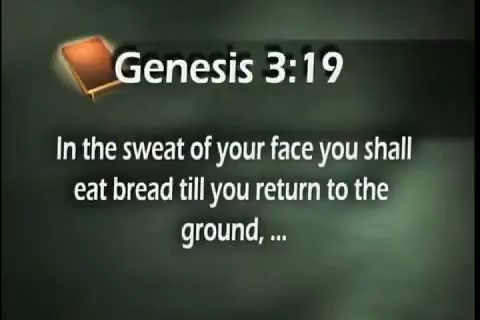 Genesis 3:19
In the sweat of your face you shall
eat bread till you return to the
ground, ...